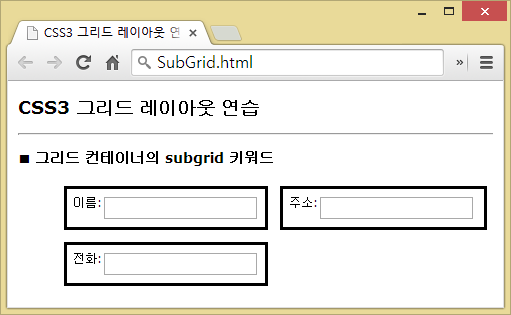 CSS3 그리드 레이아웃 연
SubGrid.html
CSS3 그리드 레이아웃 연습
■ 그리드 컨테이너의 subgrid 키워드
이름: 주소:
전화: